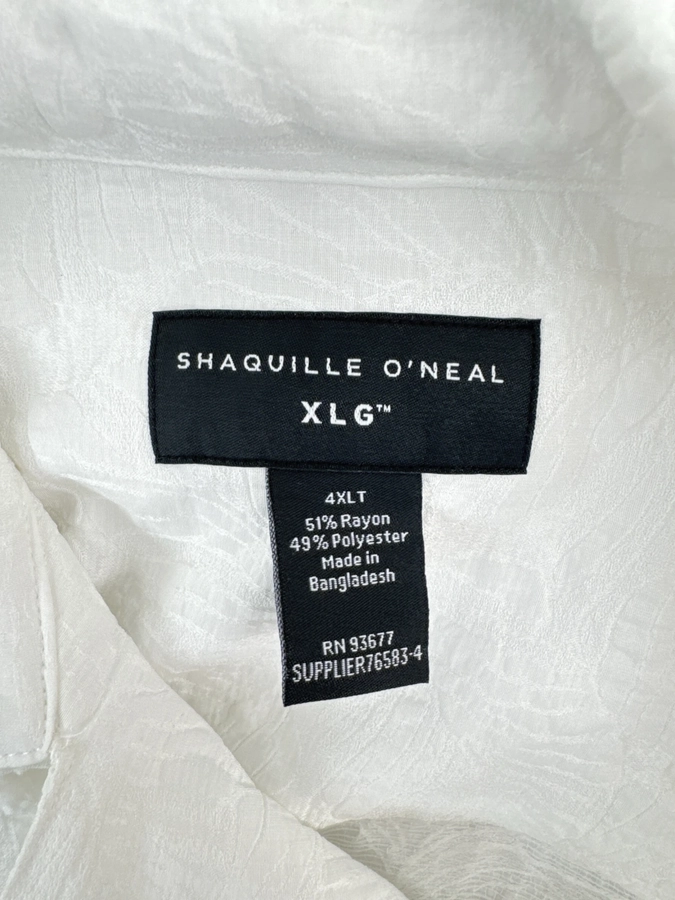 SHAQUILLE O'NEAL
XLG™
4XLT
51% Rayon
49% Polyester
Made in
Bangladesh
RN 93677
SUPPLIER76583-4